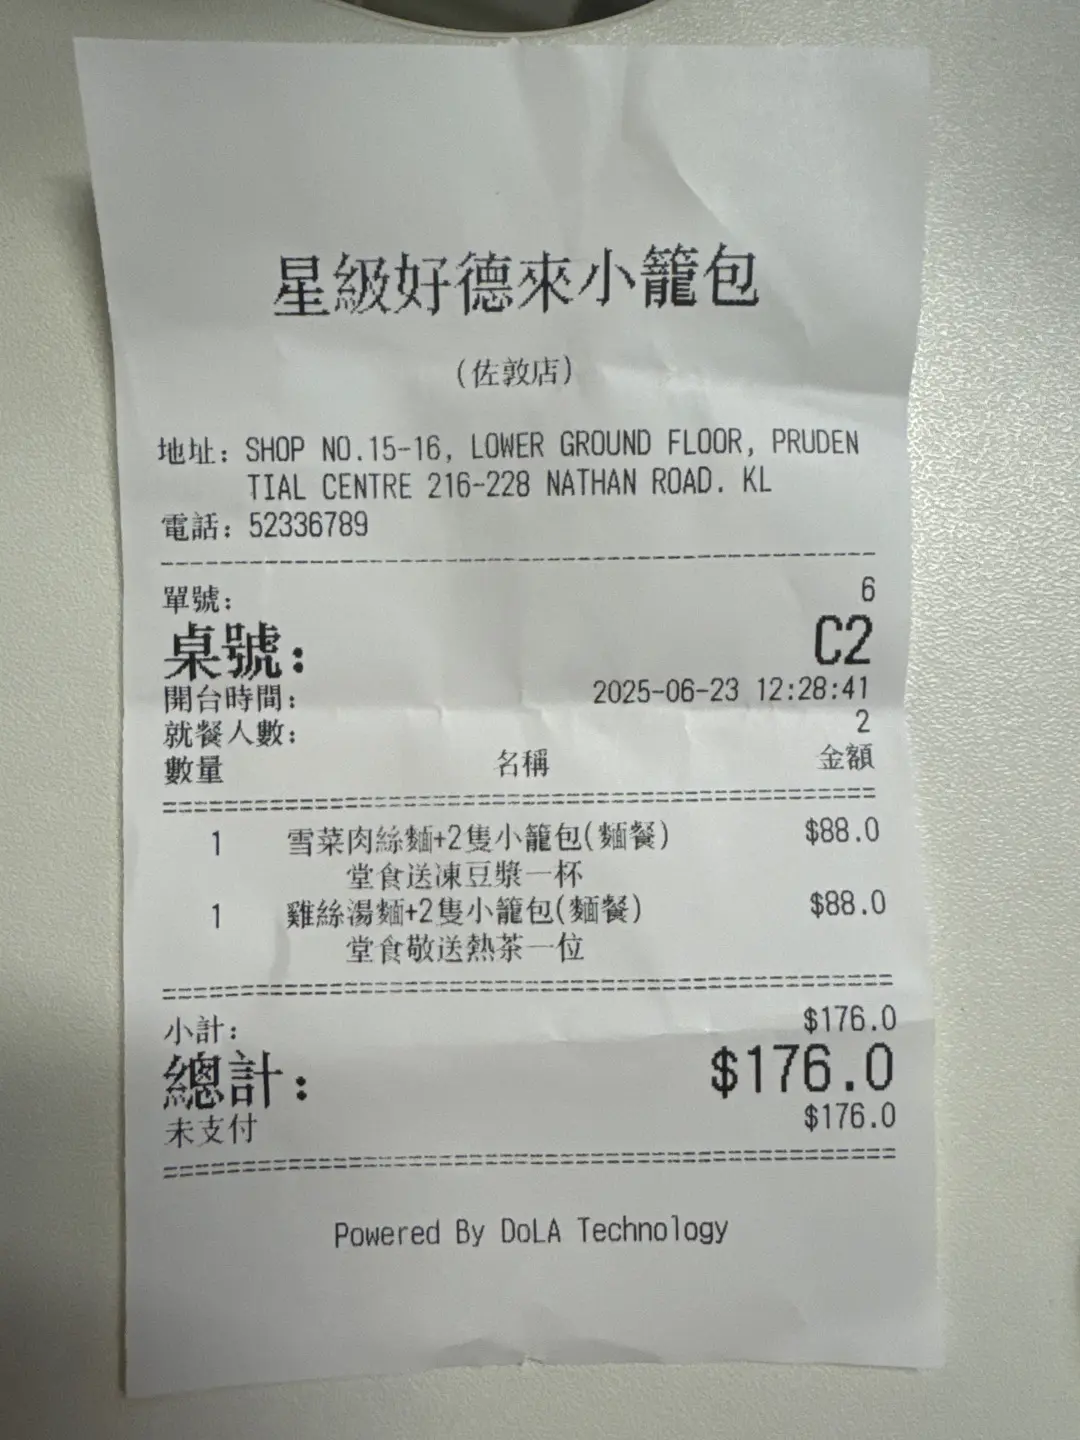 星級好德來小籠包
(佐敦店)
地址: SHOP NO.15-16, LOWER GROUND FLOOR, PRUDEN
TIAL CENTRE 216-228 NATHAN ROAD. KL
電話: 52336789
單號: 6
桌號: C2
開台時間: 2025-06-23 12:28:41
就餐人數: 2
數量 名稱 金額
1 雪菜肉絲麵+2隻小籠包(麵餐) $88.0
堂食送凍豆漿一杯
1 雞絲湯麵+2隻小籠包(麵餐) $88.0
堂食敬送熱茶一位
小計: $176.0
總計: $176.0
未支付 $176.0
Powered By DoLA Technology